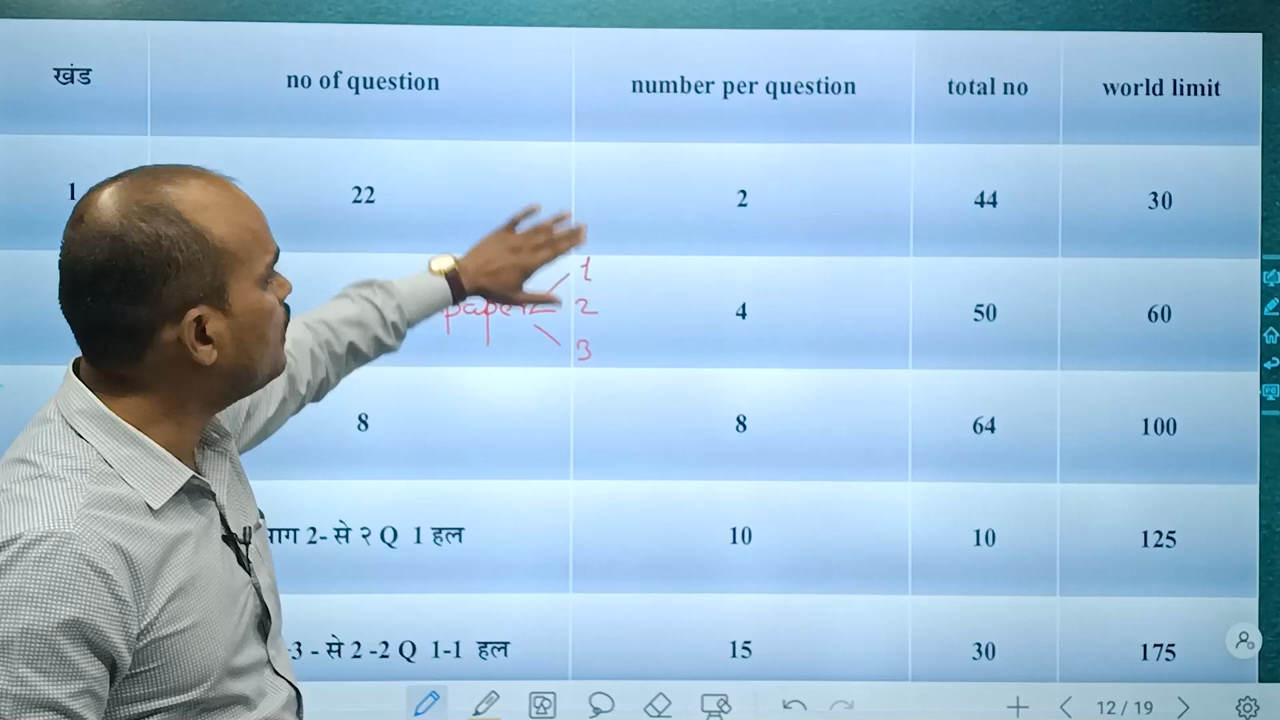 खंड no of question number per question total no world limit
1 22 2 44 30
paper 1 2 3 4 50 60
8 8 64 100
भाग 2- से २ Q 1 हल 10 10 125
3 - से 2 -2 Q 1-1 हल 15 30 175
12 / 19